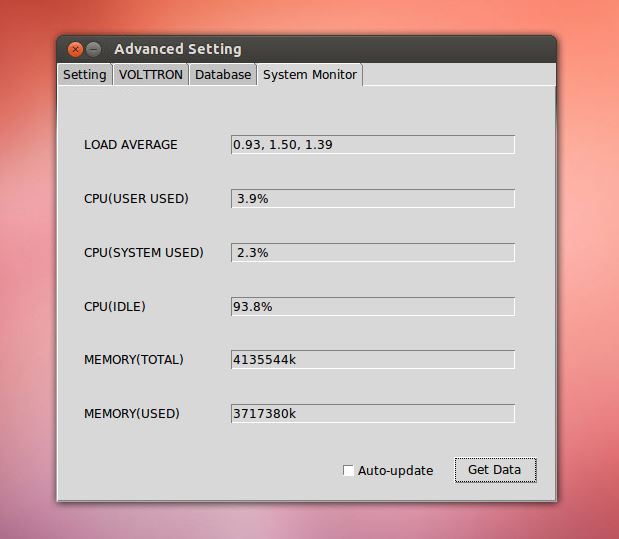 Advanced Setting
Setting VOLTTRON Database System Monitor
LOAD AVERAGE 0.93, 1.50, 1.39
CPU(USER USED) 3.9%
CPU(SYSTEM USED) 2.3%
CPU(IDLE) 93.8%
MEMORY(TOTAL) 4135544k
MEMORY(USED) 3717380k
Auto-update Get Data